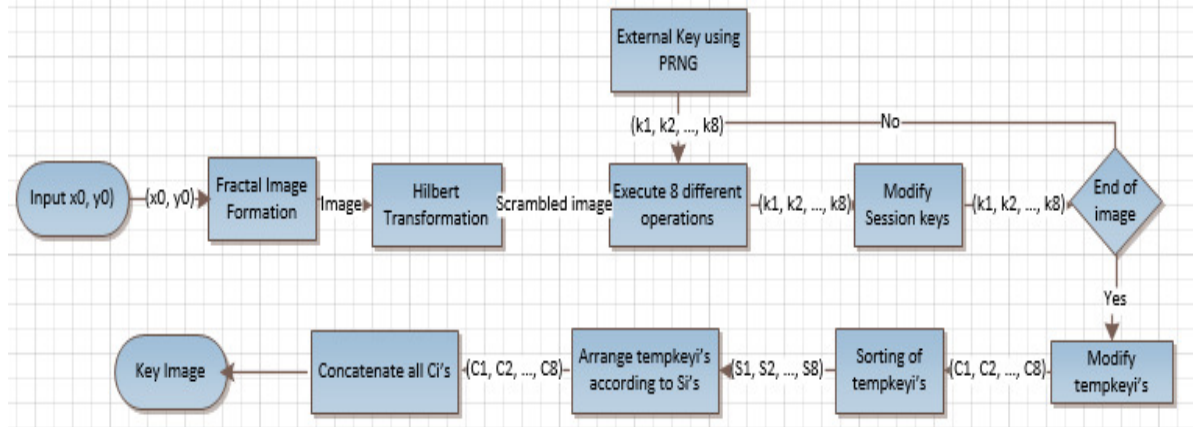 External Key using
PRNG
(k1, k2, ..., k8)
No
Input x0, y0)
(x0, y0)
Fractal Image
Formation
Image
Hilbert
Transformation
Scrambled image
Execute 8 different
operations
(k1, k2, ..., k8)
Modify
Session keys
(k1, k2, ..., k8)
End of
image
Yes
Modify
tempkeyi's
(C1, C2, ..., C8)
Sorting of
tempkeyi's
(S1, S2, ..., S8)
Arrange tempkeyi's
according to Si's
(C1, C2, ..., C8)
Concatenate all Ci's
Key Image